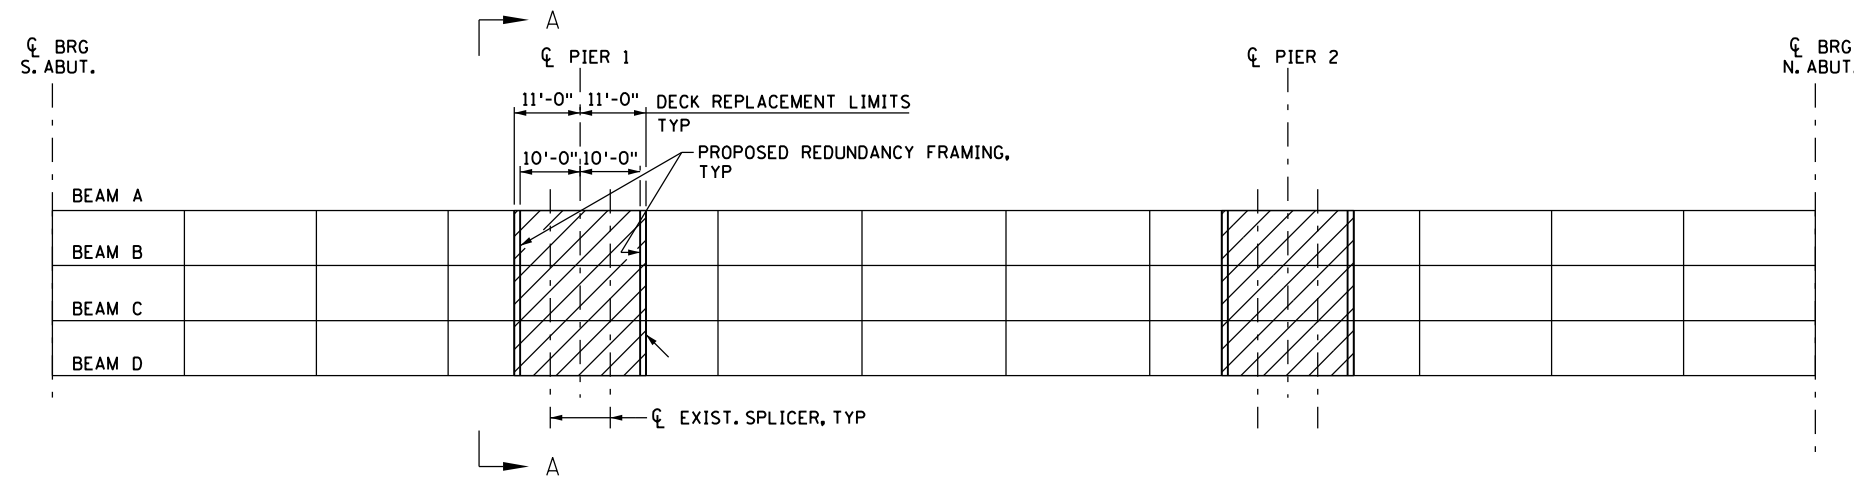 A
℄ BRG
S. ABUT.
℄ PIER 1
℄ PIER 2
℄ BRG
N. ABUT.
11'-0" 11'-0" DECK REPLACEMENT LIMITS
TYP
10'-0" 10'-0" PROPOSED REDUNDANCY FRAMING,
TYP
BEAM A
BEAM B
BEAM C
BEAM D
℄ EXIST. SPLICER, TYP
A